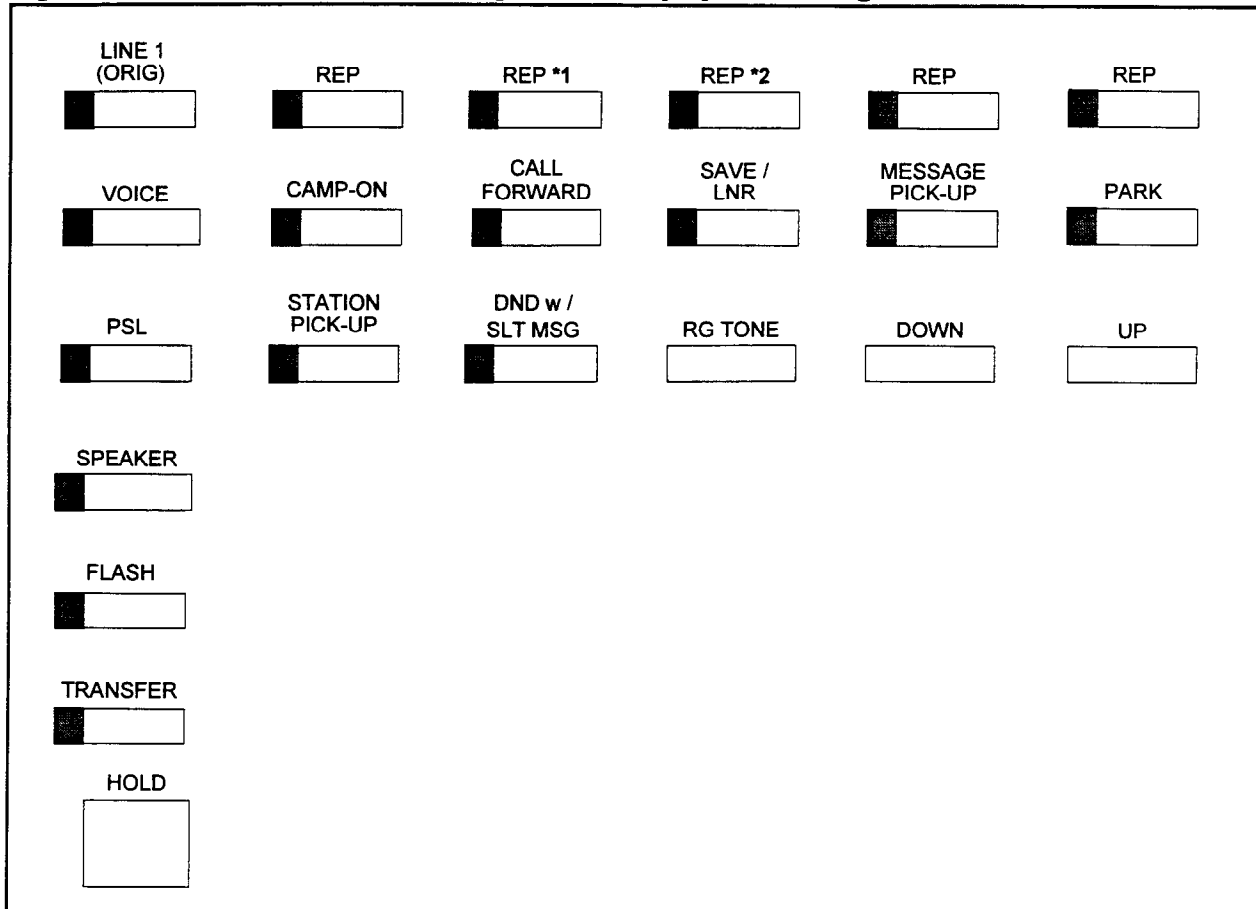 LINE 1
(ORIG) REP REP *1 REP *2 REP REP
VOICE CAMP-ON CALL
FORWARD SAVE /
LNR MESSAGE
PICK-UP PARK
PSL STATION
PICK-UP DND w /
SLT MSG RG TONE DOWN UP
SPEAKER
FLASH
TRANSFER
HOLD